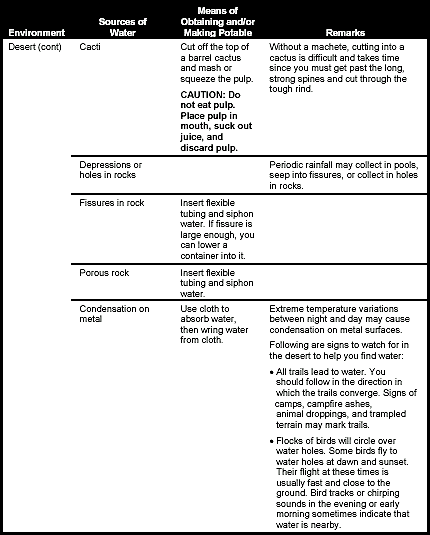 Environment
Sources of
Water
Means of
Obtaining and/or
Making Potable
Remarks
Desert (cont)
Cacti
Cut off the top of
a barrel cactus
and mash or
squeeze the pulp.
CAUTION: Do
not eat pulp.
Place pulp in
mouth, suck out
juice, and
discard pulp.
Without a machete, cutting into a
cactus is difficult and takes time
since you must get past the long,
strong spines and cut through the
tough rind.
Depressions or
holes in rocks
Periodic rainfall may collect in pools,
seep into fissures, or collect in holes
in rocks.
Fissures in rock
Insert flexible
tubing and siphon
water. If fissure is
large enough, you
can lower a
container into it.
Porous rock
Insert flexible
tubing and siphon
water.
Condensation on
metal
Use cloth to
absorb water,
then wring water
from cloth.
Extreme temperature variations
between night and day may cause
condensation on metal surfaces.
Following are signs to watch for in
the desert to help you find water:
• All trails lead to water. You
should follow in the direction in
which the trails converge. Signs of
camps, campfire ashes,
animal droppings, and trampled
terrain may mark trails.
• Flocks of birds will circle over
water holes. Some birds fly to
water holes at dawn and sunset.
Their flight at these times is
usually fast and close to the
ground. Bird tracks or chirping
sounds in the evening or early
morning sometimes indicate that
water is nearby.